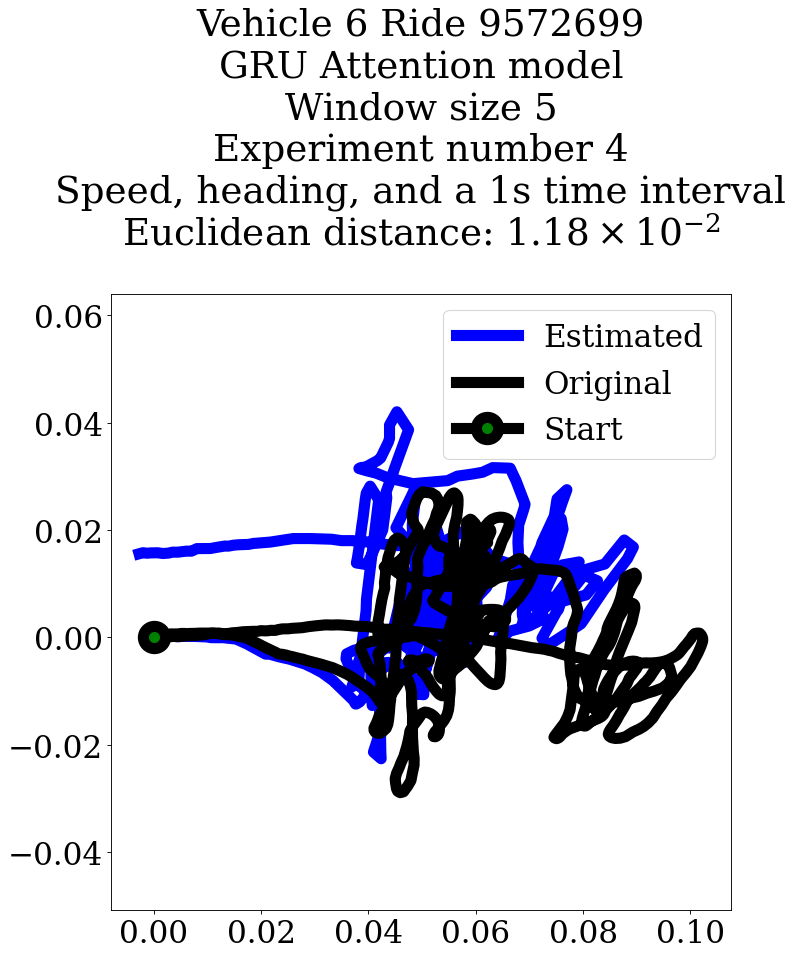 Vehicle 6 Ride 9572699
GRU Attention model
Window size 5
Experiment number 4
Speed, heading, and a 1s time interval
Euclidean distance: 1.18 × 10⁻²
Estimated
Original
Start
0.06
0.04
0.02
0.00
−0.02
−0.04
0.00 0.02 0.04 0.06 0.08 0.10